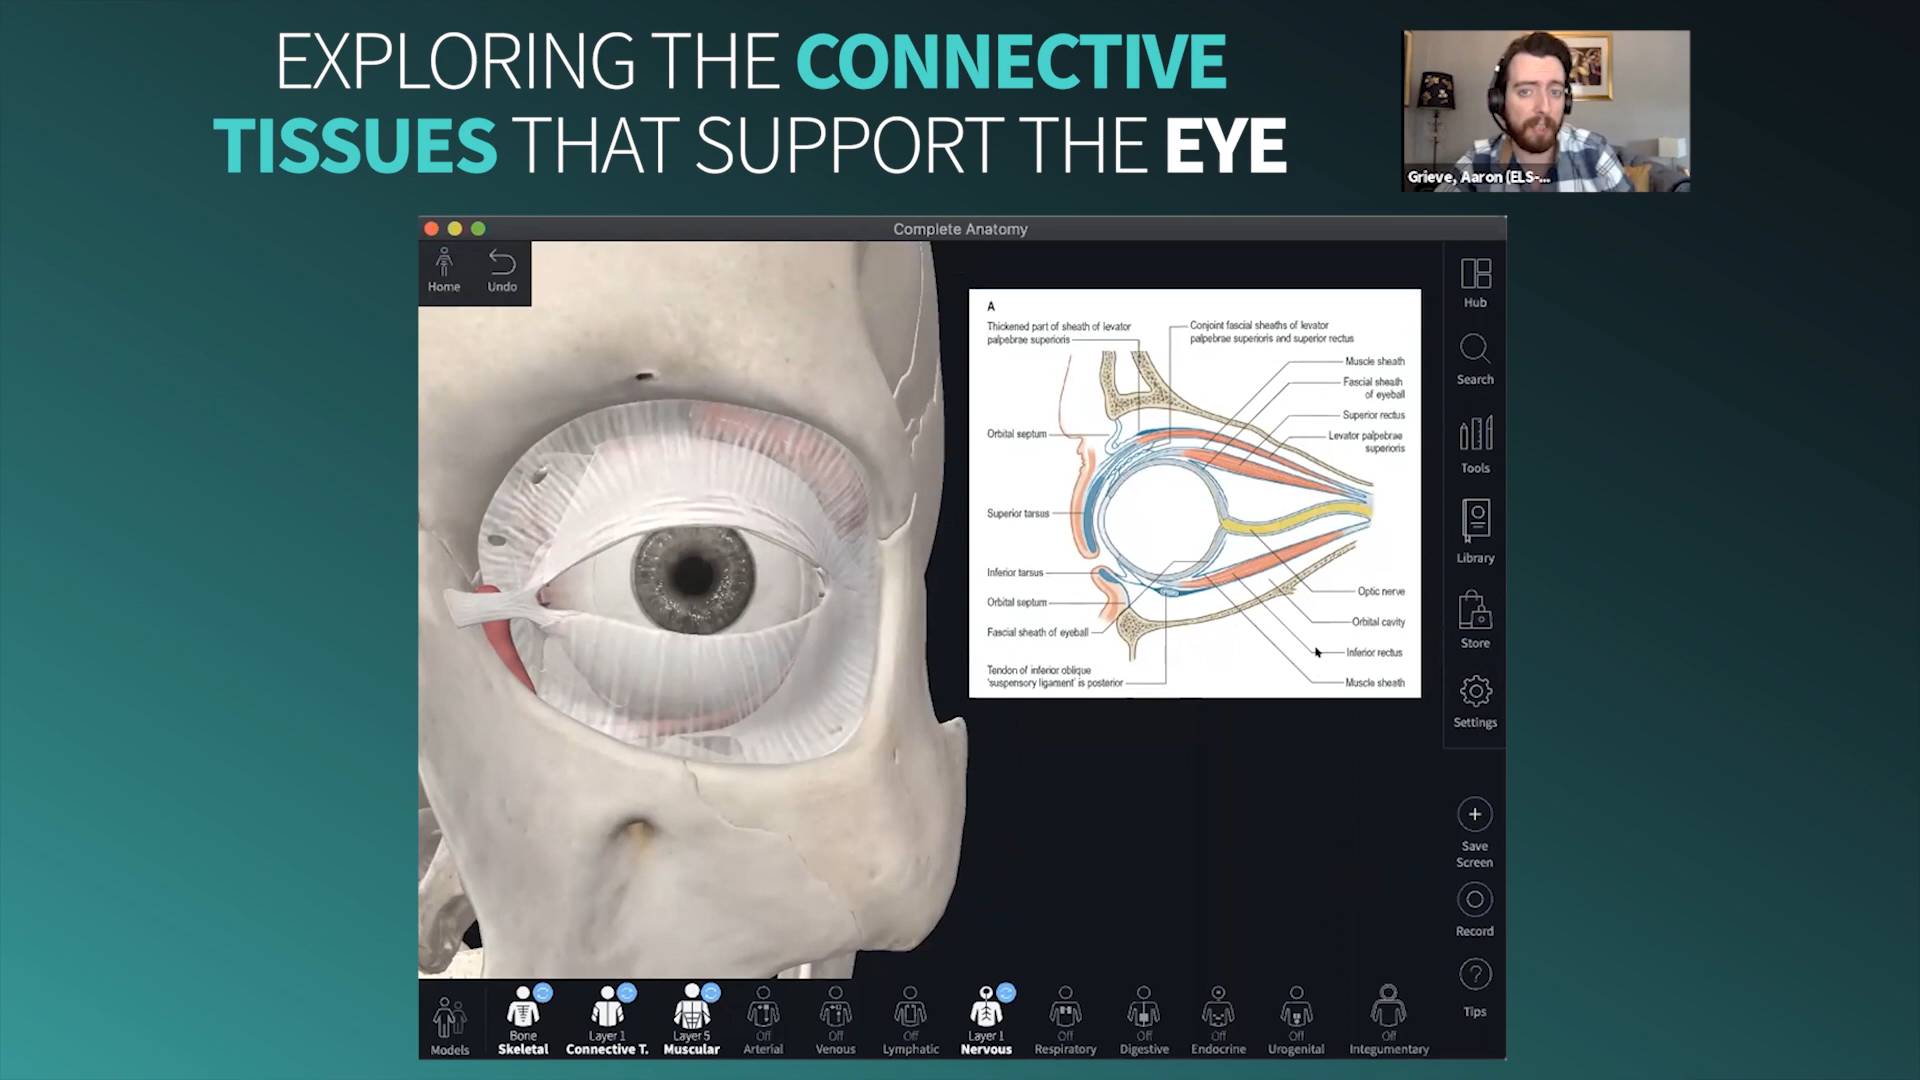 EXPLORING THE CONNECTIVE
TISSUES THAT SUPPORT THE EYE
Grieve, Aaron (ELS-...
Complete Anatomy
Home
Undo
A
Thickened part of sheath of levator
palpebrae superioris
Conjoint fascial sheaths of levator
palpebrae superioris and superior rectus
Muscle sheath
Fascial sheath
of eyeball
Superior rectus
Levator palpebrae
superioris
Orbital septum
Superior tarsus
Inferior tarsus
Orbital septum
Fascial sheath of eyeball
Tendon of inferior oblique
'suspensory ligament' is posterior
Optic nerve
Orbital cavity
Inferior rectus
Muscle sheath
Hub
Search
Tools
Library
Store
Settings
Save
Screen
Record
Tips
Models
Bone
Skeletal
Layer 1
Connective T.
Layer 5
Muscular
Off
Arterial
Off
Venous
Off
Lymphatic
Layer 1
Nervous
Off
Respiratory
Off
Digestive
Off
Endocrine
Off
Urogenital
Off
Integumentary